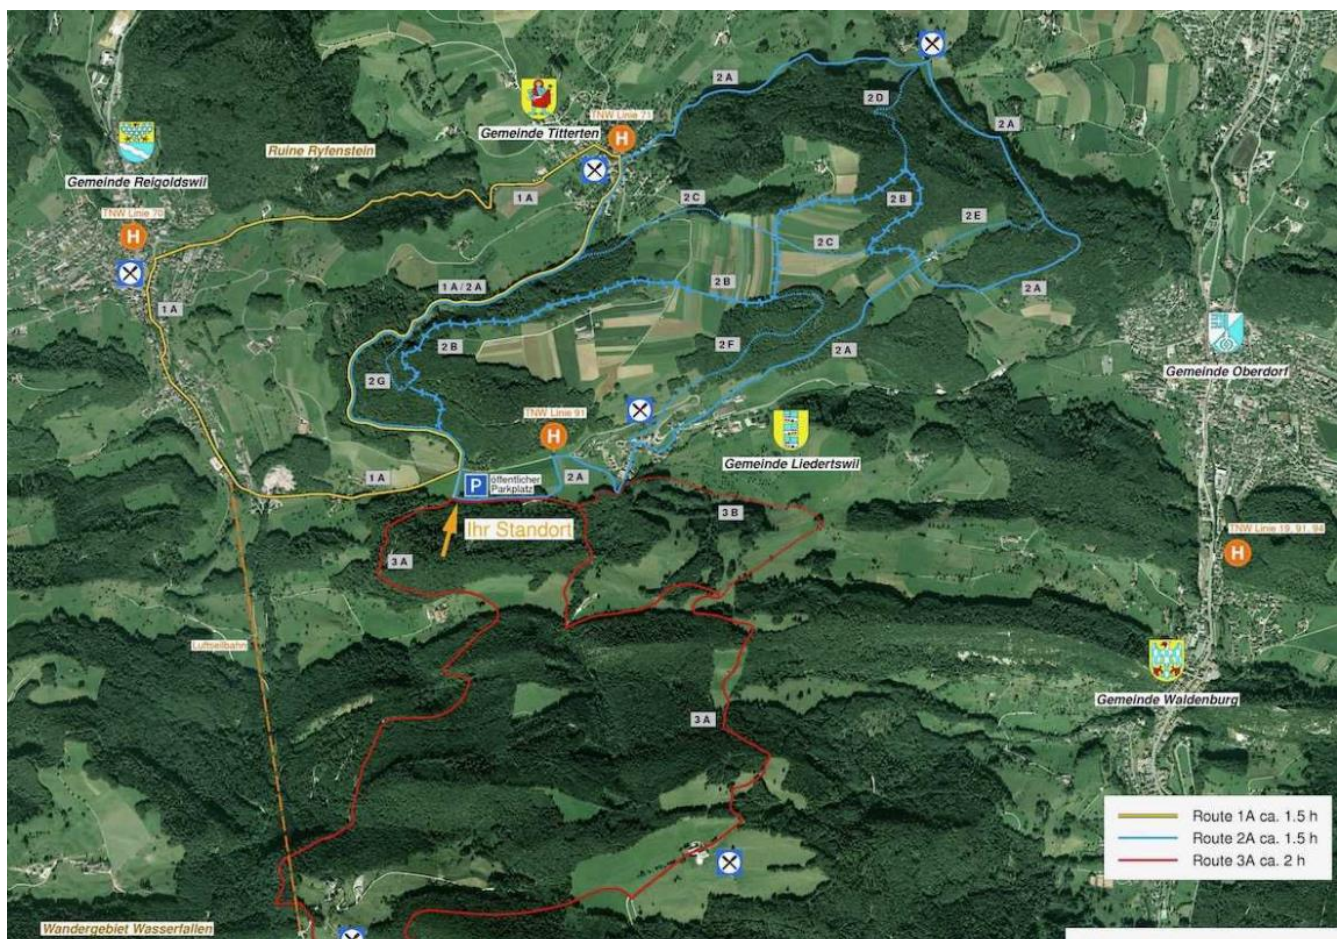 2 A
2 D
TNW Linie 71
H
Gemeinde Titterten
2 A
Ruine Ryfenstein
Gemeinde Reigoldswil
1 A
2 C
2 B
TNW Linie 70
H
2 E
2 C
1 A / 2 A
2 B
2 A
1 A
2 B
2 F
2 A
Gemeinde Oberdorf
2 G
TNW Linie 91
H
Gemeinde Liedertswil
1 A
P
öffentlicher
Parkplatz
2 A
3 B
Ihr Standort
TNW Linie 19, 91, 94
H
3 A
Luftseilbahn
Gemeinde Waldenburg
3 A
Route 1A ca. 1.5 h
Route 2A ca. 1.5 h
Route 3A ca. 2 h
Wandergebiet Wasserfallen